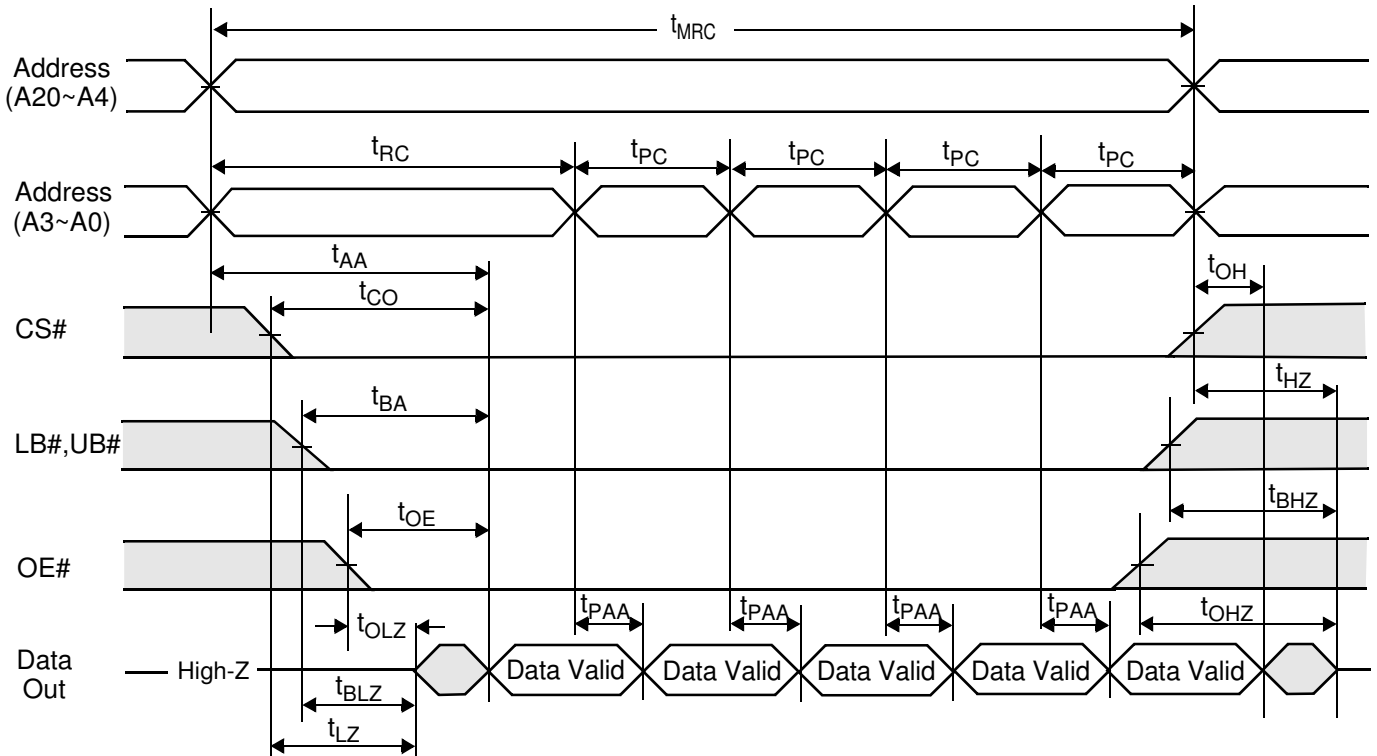 tMRC
Address
(A20~A4)
tRC tPC tPC tPC tPC
Address
(A3~A0)
tAA
tOH
tCO
CS#
tHZ
tBA
LB#,UB#
tBHZ
tOE
OE#
tPAA tPAA tPAA tPAA
tOLZ tOHZ
Data
Out
High-Z
Data Valid Data Valid Data Valid Data Valid Data Valid
tBLZ
tLZ